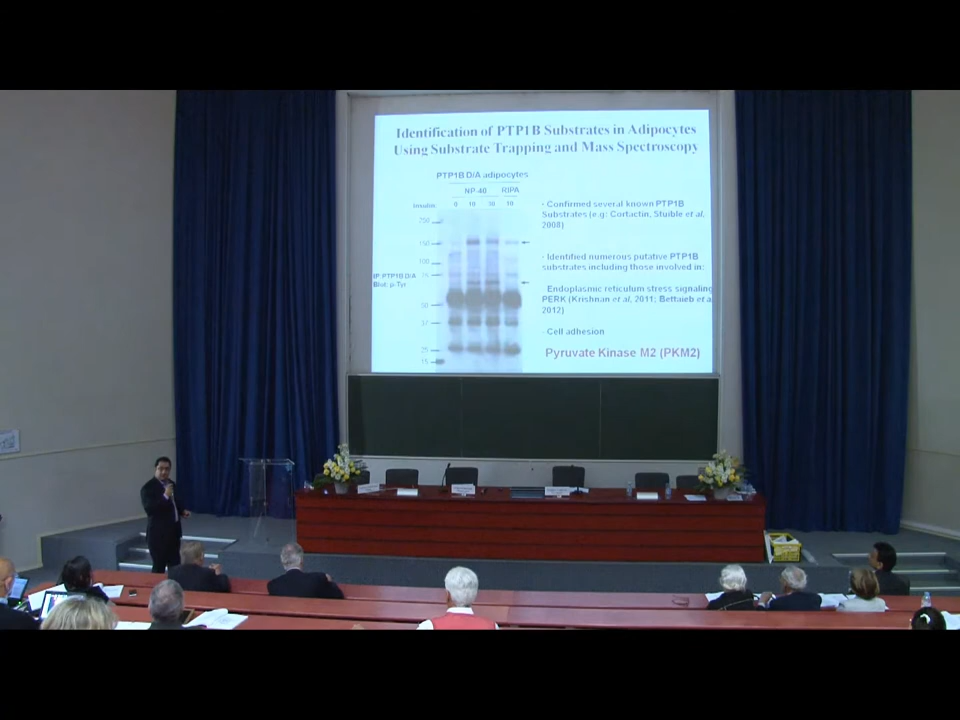 Identification of PTP1B Substrates in Adipocytes
Using Substrate Trapping and Mass Spectroscopy
PTP1B D/A adipocytes
NP-40 RIPA
Insulin: 0 10 30 10
250
150
100
75
IP:PTP1B D/A
Blot: p-Tyr
50
37
25
15
- Confirmed several known PTP1B
Substrates (e.g: Cortactin, Stuible et al,
2008)
- Identified numerous putative PTP1B
substrates including those involved in:
Endoplasmic reticulum stress signaling
PERK (Krishnan et al, 2011; Bettaieb et a
2012)
- Cell adhesion
Pyruvate Kinase M2 (PKM2)